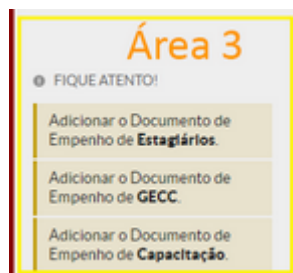 Área 3
FIQUE ATENTO!
Adicionar o Documento de
Empenho de Estagiários.
Adicionar o Documento de
Empenho de GECC.
Adicionar o Documento de
Empenho de Capacitação.